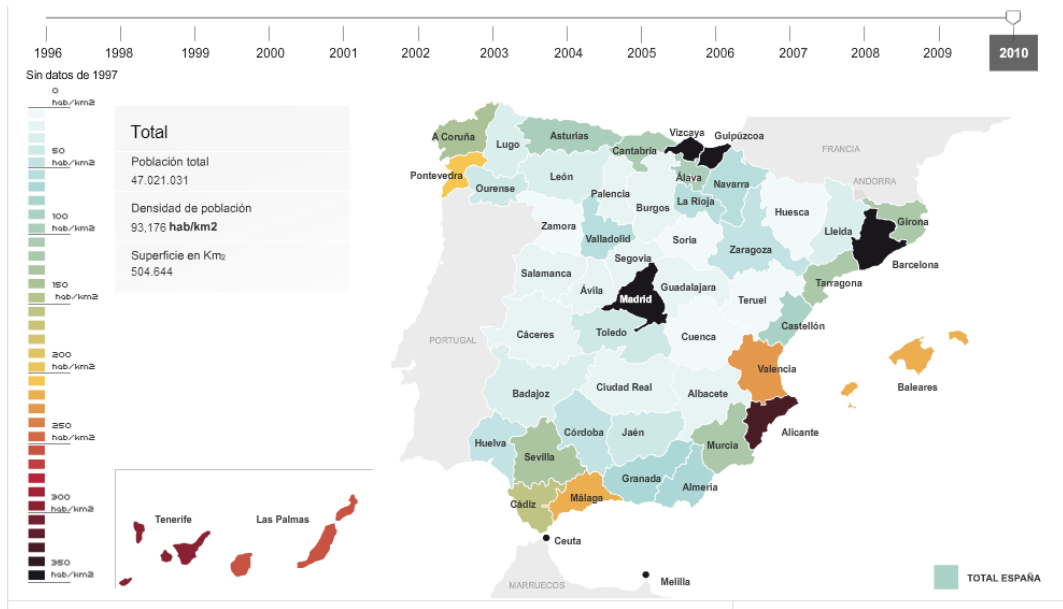 1996 1998 1999 2000 2001 2002 2003 2004 2005 2006 2007 2008 2009 2010
Sin datos de 1997
0
hab/km2
50
hab/km2
100
hab/km2
150
hab/km2
200
hab/km2
250
hab/km2
300
hab/km2
350
hab/km2
Total
Población total
47.021.031
Densidad de población
93,176 hab/km2
Superficie en Km2
504.644
A Coruña
Lugo
Asturias
Cantabria
Vizcaya
Guipúzcoa
FRANCIA
ANDORRA
Pontevedra
Ourense
León
Palencia
Burgos
Álava
La Rioja
Navarra
Huesca
Lleida
Girona
Barcelona
Zamora
Valladolid
Soria
Zaragoza
Tarragona
Segovia
Salamanca
Ávila
Madrid
Guadalajara
Teruel
Castellón
PORTUGAL
Cáceres
Toledo
Cuenca
Valencia
Baleares
Badajoz
Ciudad Real
Albacete
Alicante
Huelva
Córdoba
Jaén
Murcia
Sevilla
Granada
Almería
Cádiz
Málaga
Tenerife
Las Palmas
Ceuta
Melilla
MARRUECOS
TOTAL ESPAÑA